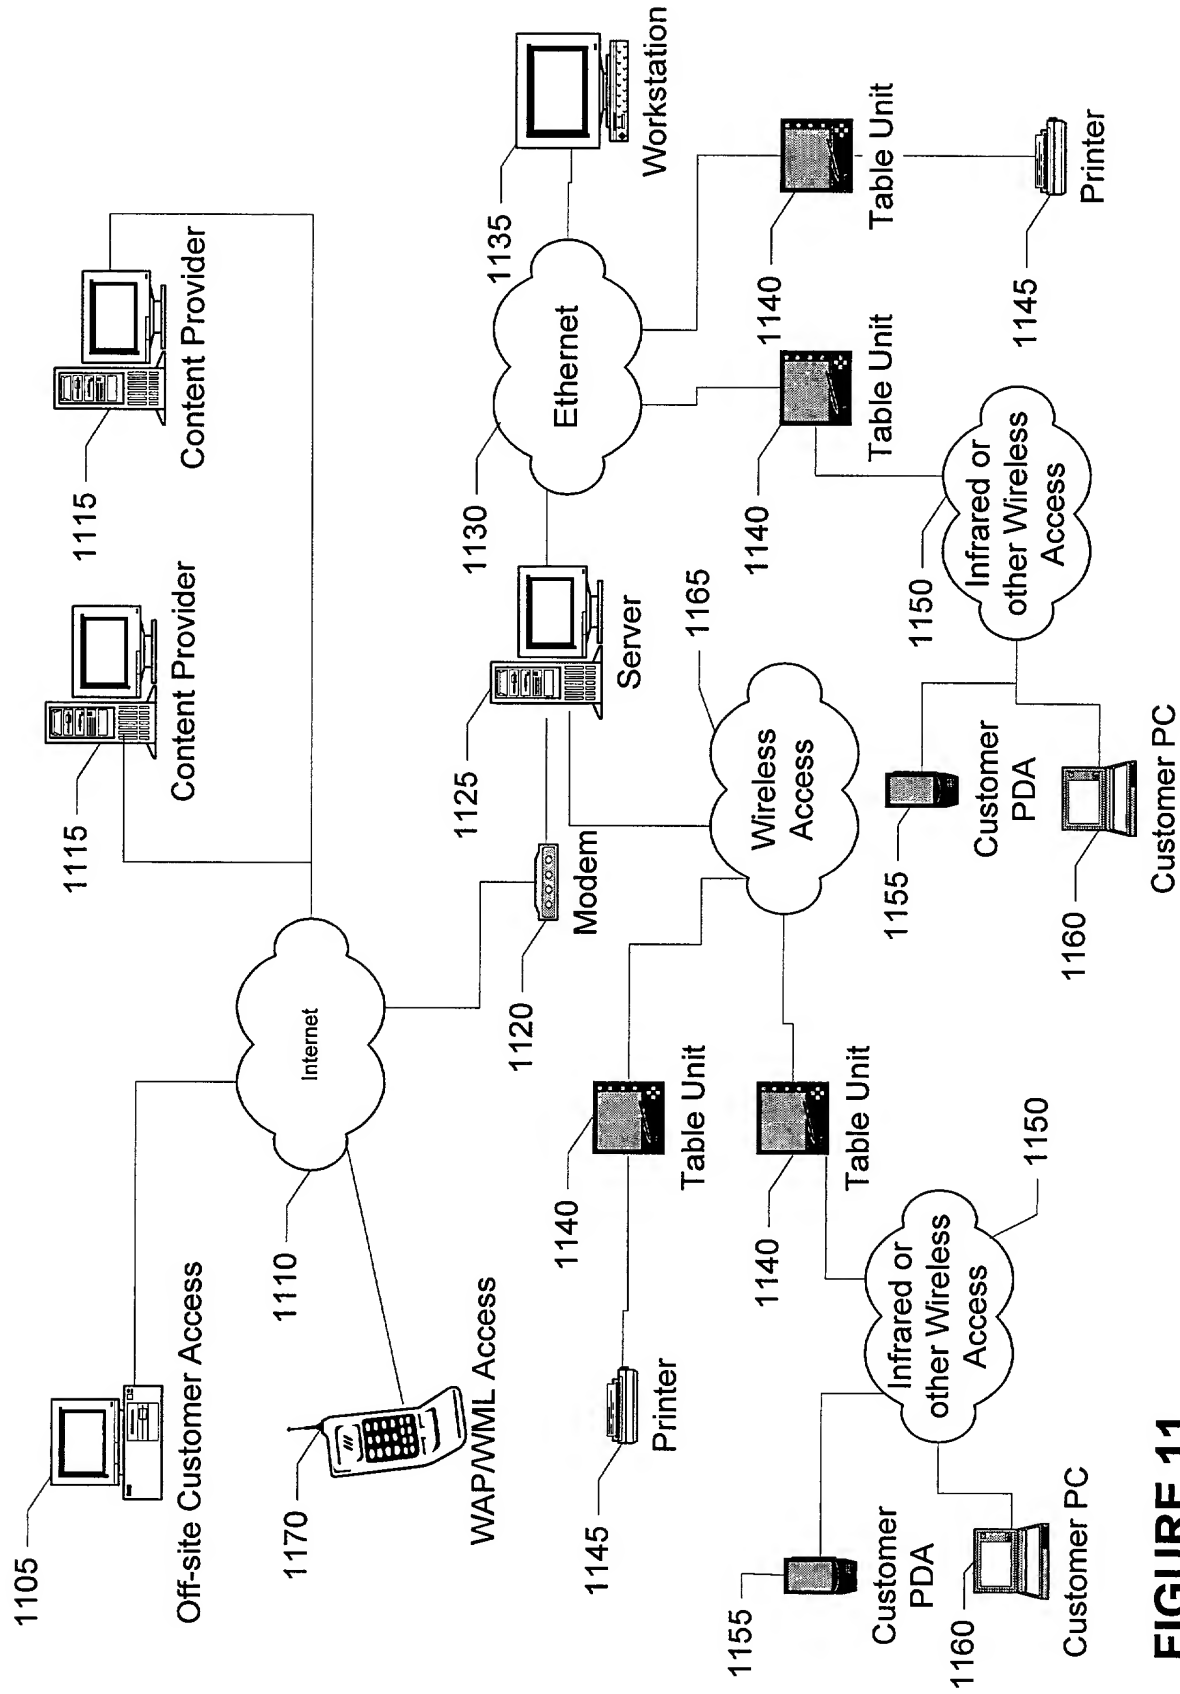 1105
Off-site Customer Access
1170
WAP/WML Access
1110
Internet
1115
Content Provider
1115
Content Provider
1120
Modem
1125
Server
1130
Ethernet
1135
Workstation
1140
Table Unit
1145
Printer
1140
Table Unit
1150
Infrared or
other Wireless
Access
1155
Customer
PDA
1160
Customer PC
1165
Wireless
Access
1140
Table Unit
1145
Printer
1140
Table Unit
1150
Infrared or
other Wireless
Access
1155
Customer
PDA
1160
Customer PC
FIGURE 11